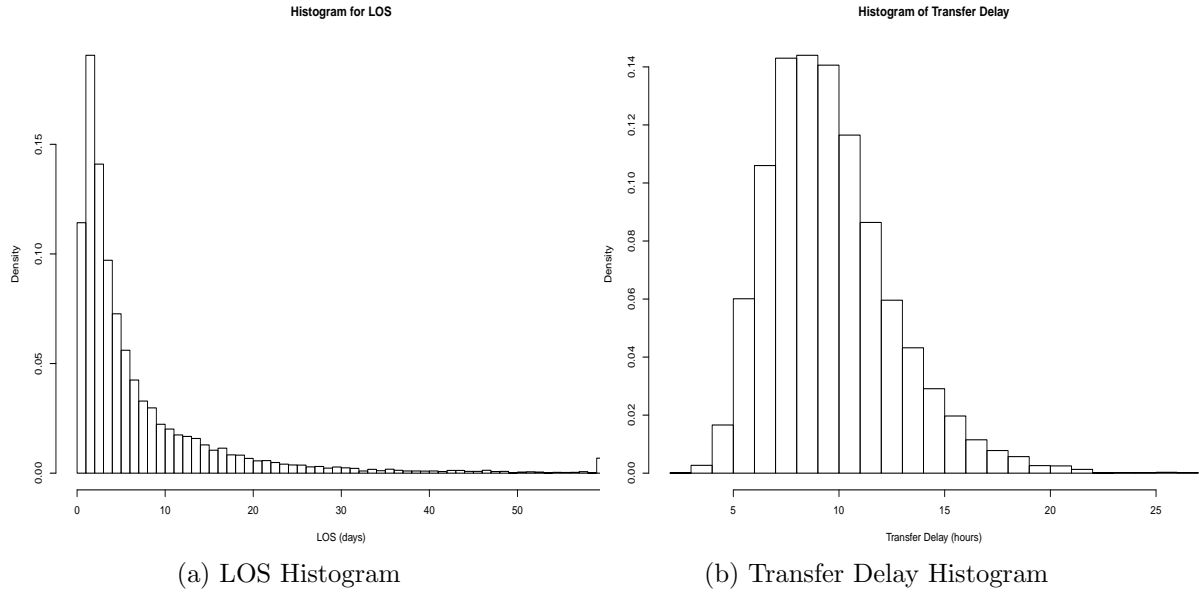 Histogram for LOS
Density
0.00 0.05 0.10 0.15
0 10 20 30 40 50
LOS (days)
(a) LOS Histogram
Histogram of Transfer Delay
Density
0.00 0.02 0.04 0.06 0.08 0.10 0.12 0.14
5 10 15 20 25
Transfer Delay (hours)
(b) Transfer Delay Histogram